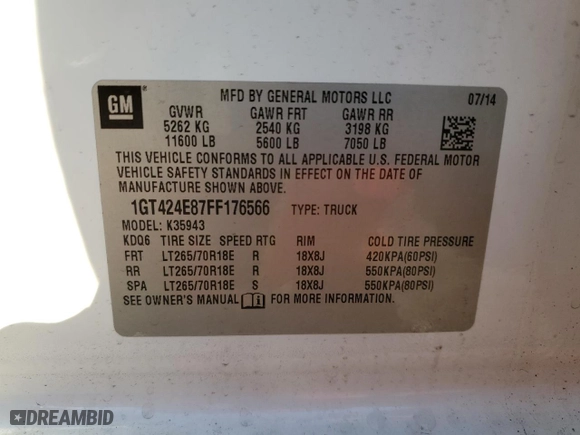 GM
MFD BY GENERAL MOTORS LLC 07/14
GVWR GAWR FRT GAWR RR
5262 KG 2540 KG 3198 KG
11600 LB 5600 LB 7050 LB
THIS VEHICLE CONFORMS TO ALL APPLICABLE U.S. FEDERAL MOTOR
VEHICLE SAFETY STANDARDS IN EFFECT ON THE DATE OF
MANUFACTURE SHOWN ABOVE.
1GT424E87FF176566 TYPE: TRUCK
MODEL: K35943
KDQ6 TIRE SIZE SPEED RTG RIM COLD TIRE PRESSURE
FRT LT265/70R18E R 18X8J 420KPA(60PSI)
RR LT265/70R18E R 18X8J 550KPA(80PSI)
SPA LT265/70R18E S 18X8J 550KPA(80PSI)
SEE OWNER'S MANUAL FOR MORE INFORMATION.
DREAMBID